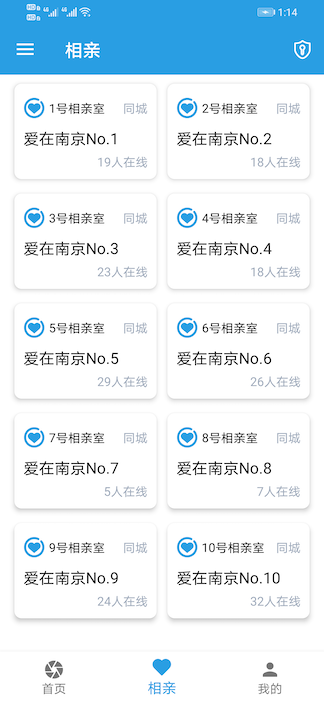 1:14
相亲
1号相亲室 同城
爱在南京No.1
19人在线
2号相亲室 同城
爱在南京No.2
18人在线
3号相亲室 同城
爱在南京No.3
23人在线
4号相亲室 同城
爱在南京No.4
18人在线
5号相亲室 同城
爱在南京No.5
29人在线
6号相亲室 同城
爱在南京No.6
26人在线
7号相亲室 同城
爱在南京No.7
5人在线
8号相亲室 同城
爱在南京No.8
7人在线
9号相亲室 同城
爱在南京No.9
24人在线
10号相亲室 同城
爱在南京No.10
32人在线
首页
相亲
我的